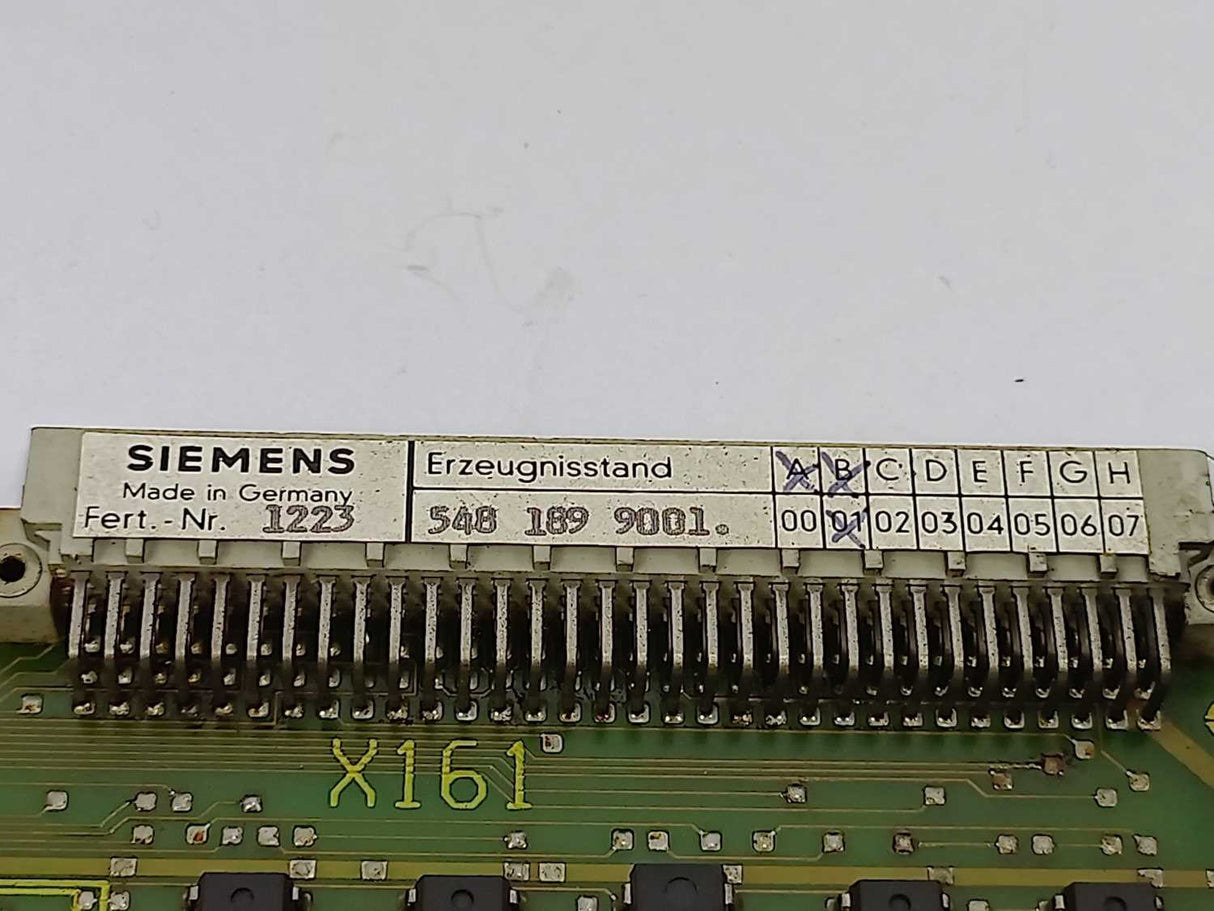 SIEMENS
Made in Germany
Fert.-Nr. 1223
Erzeugnisstand
548 189 9001.
A B C D E F G H
00 01 02 03 04 05 06 07
X161